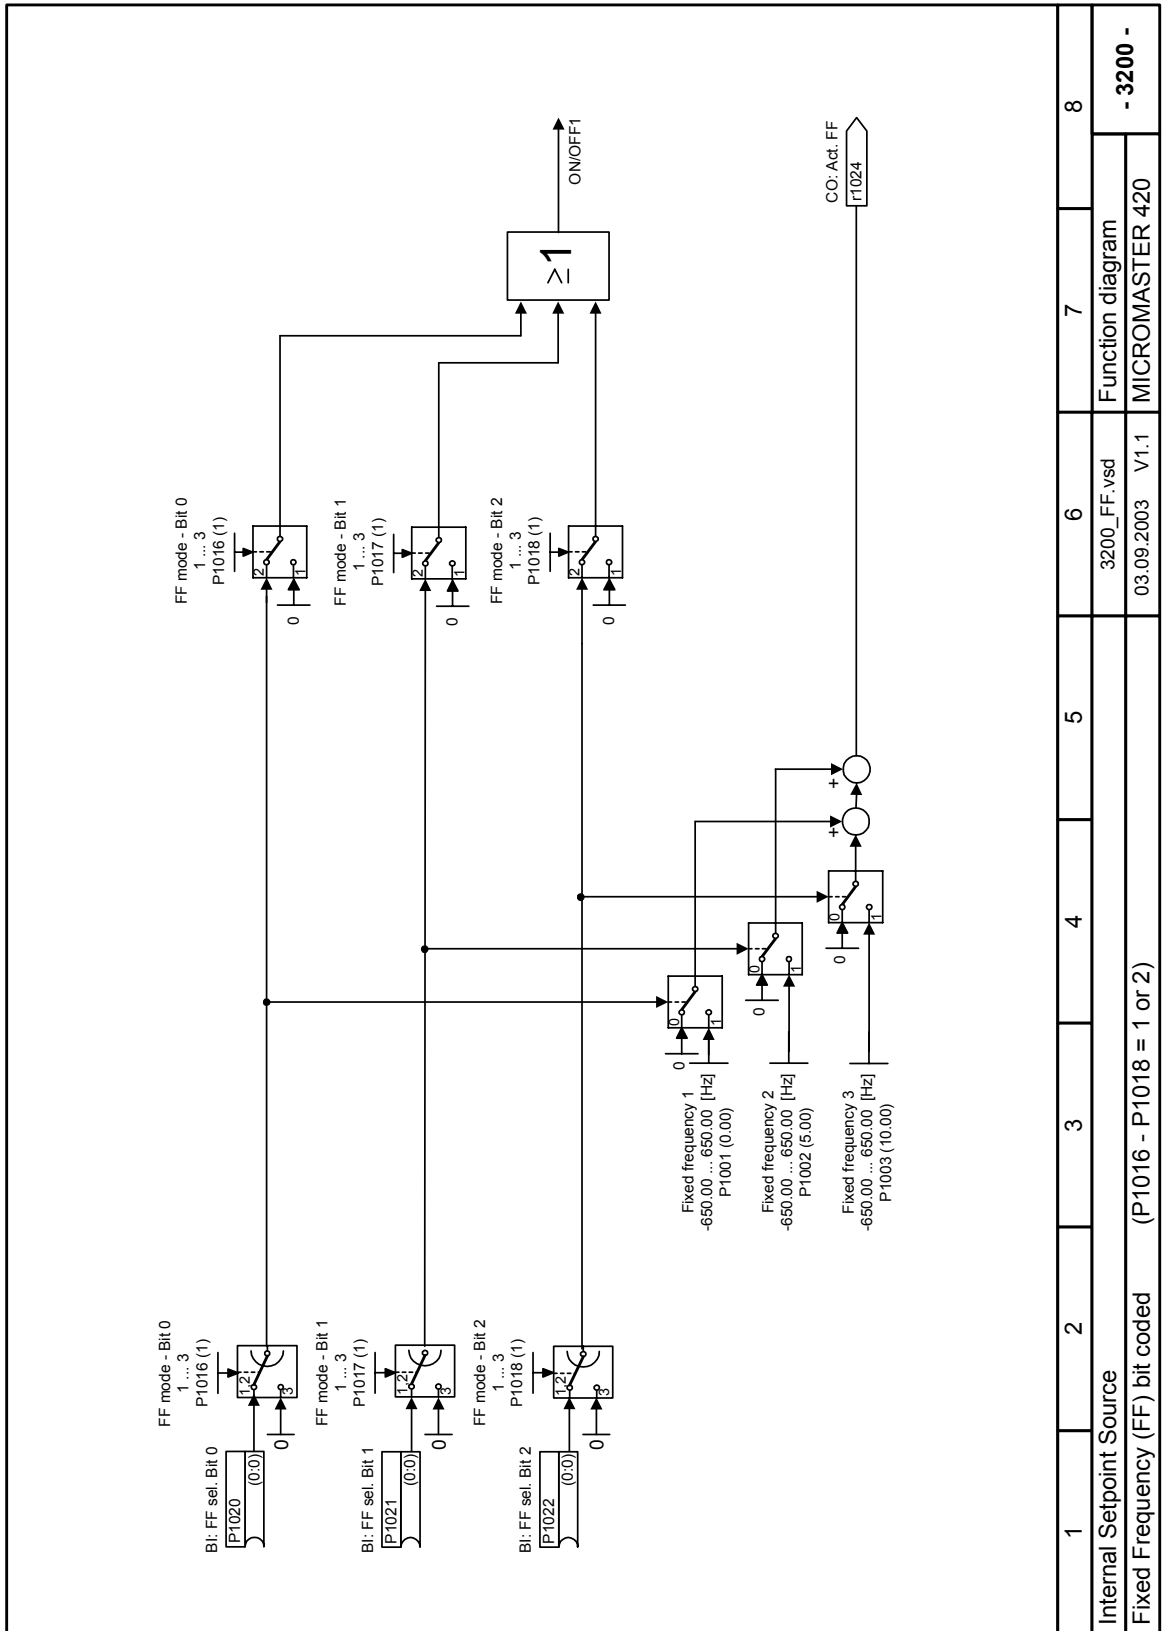 FF mode - Bit 0
1 ... 3
P1016 (1)
BI: FF sel. Bit 0
P1020
(0:0)
1,2
3
0
FF mode - Bit 0
1 ... 3
P1016 (1)
2
1
0
FF mode - Bit 1
1 ... 3
P1017 (1)
BI: FF sel. Bit 1
P1021
(0:0)
1,2
3
0
FF mode - Bit 1
1 ... 3
P1017 (1)
2
1
0
FF mode - Bit 2
1 ... 3
P1018 (1)
BI: FF sel. Bit 2
P1022
(0:0)
1,2
3
0
FF mode - Bit 2
1 ... 3
P1018 (1)
2
1
0
≥1
ON/OFF1
Fixed frequency 1
-650.00 ... 650.00 [Hz]
P1001 (0.00)
0
0
1
Fixed frequency 2
-650.00 ... 650.00 [Hz]
P1002 (5.00)
0
0
1
Fixed frequency 3
-650.00 ... 650.00 [Hz]
P1003 (10.00)
0
0
1
+
+
CO: Act. FF
r1024
1 2 3 4 5 6 7 8
Internal Setpoint Source 3200_FF.vsd Function diagram
Fixed Frequency (FF) bit coded (P1016 - P1018 = 1 or 2) 03.09.2003 V1.1 MICROMASTER 420
- 3200 -